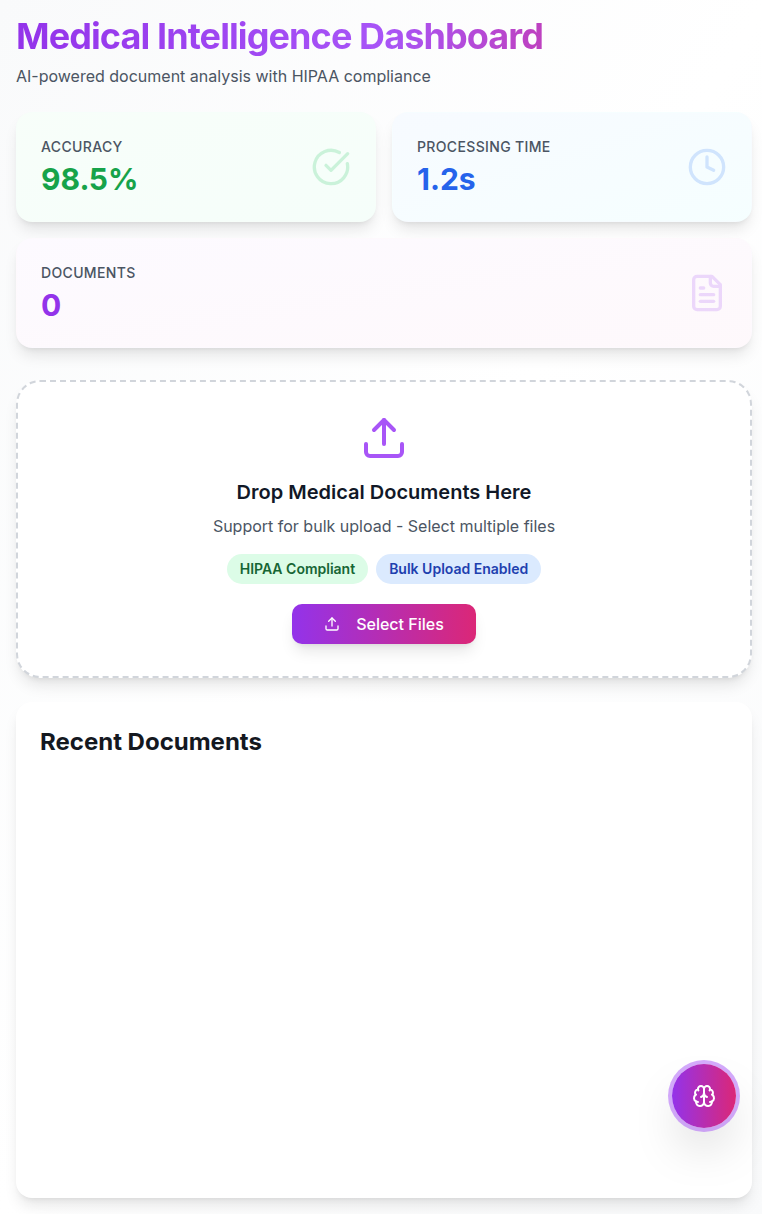 Medical Intelligence Dashboard
AI-powered document analysis with HIPAA compliance
ACCURACY
98.5%
PROCESSING TIME
1.2s
DOCUMENTS
0
Drop Medical Documents Here
Support for bulk upload - Select multiple files
HIPAA Compliant
Bulk Upload Enabled
Select Files
Recent Documents